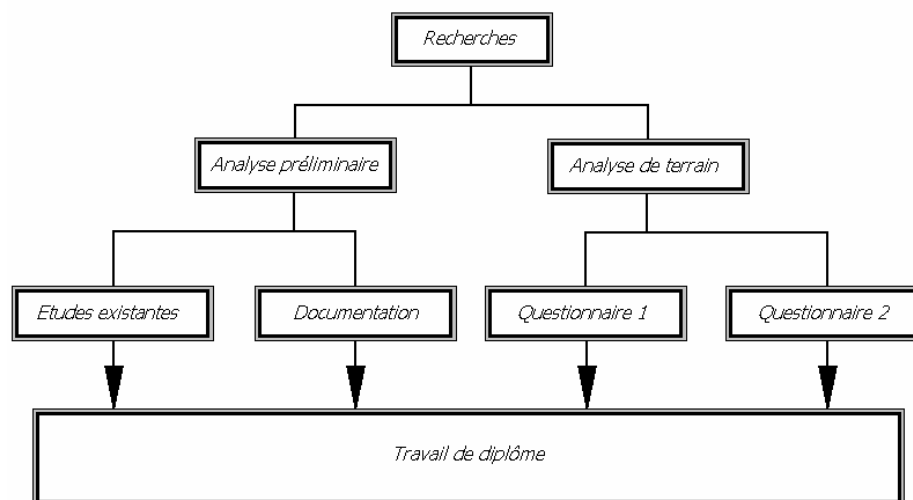 Recherches
Analyse préliminaire
Analyse de terrain
Etudes existantes
Documentation
Questionnaire 1
Questionnaire 2
Travail de diplôme